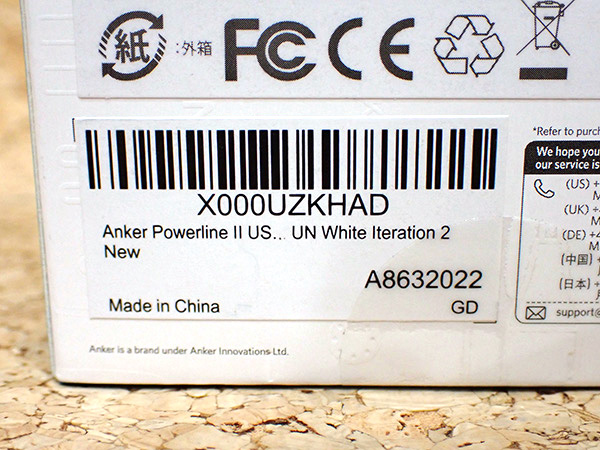 紙 :外箱 FC CE
X000UZKHAD
Anker Powerline II US... UN White Iteration 2
New
A8632022
Made in China
GD
Anker is a brand under Anker Innovations Ltd.
*Refer to purch
We hope you
our service is
(US) +
M
(UK) +
M
(DE) +4
M
(中国) +
(日本) +
support@